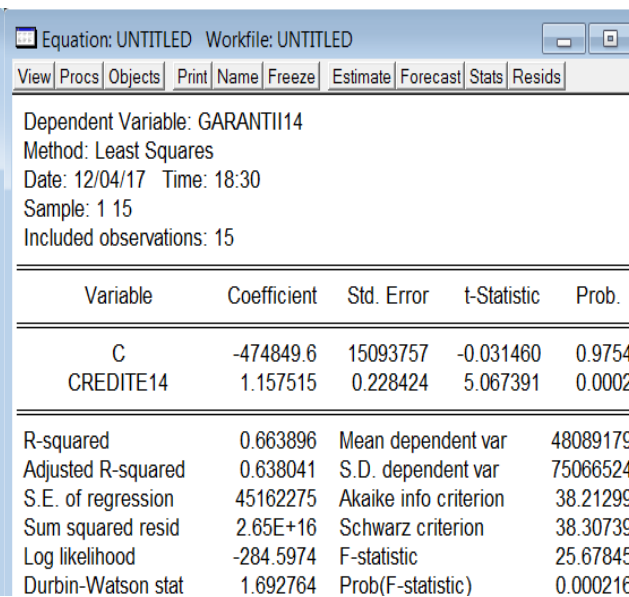 Equation: UNTITLED Workfile: UNTITLED
View Procs Objects Print Name Freeze Estimate Forecast Stats Resids
Dependent Variable: GARANTII14
Method: Least Squares
Date: 12/04/17 Time: 18:30
Sample: 1 15
Included observations: 15
Variable Coefficient Std. Error t-Statistic Prob.
C -474849.6 15093757 -0.031460 0.9754
CREDITE14 1.157515 0.228424 5.067391 0.0002
R-squared 0.663896 Mean dependent var 48089179
Adjusted R-squared 0.638041 S.D. dependent var 75066524
S.E. of regression 45162275 Akaike info criterion 38.21299
Sum squared resid 2.65E+16 Schwarz criterion 38.30739
Log likelihood -284.5974 F-statistic 25.67845
Durbin-Watson stat 1.692764 Prob(F-statistic) 0.000216